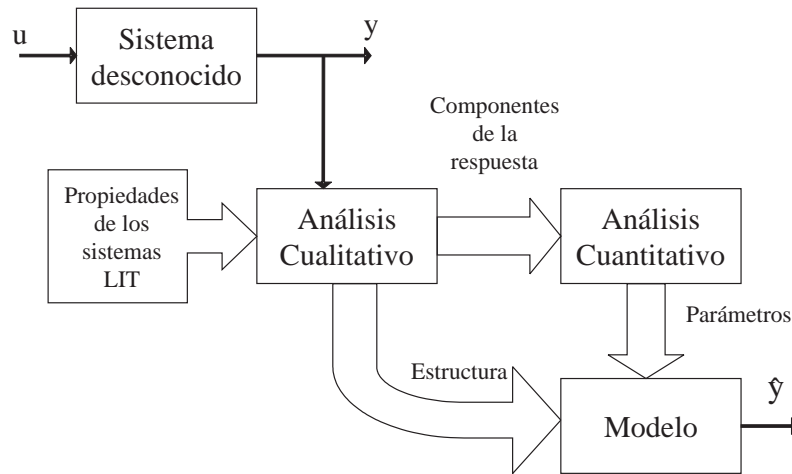 u
Sistema
desconocido
y
Componentes
de la
respuesta
Propiedades
de los
sistemas
LIT
Análisis
Cualitativo
Análisis
Cuantitativo
Parámetros
Estructura
Modelo
ŷ